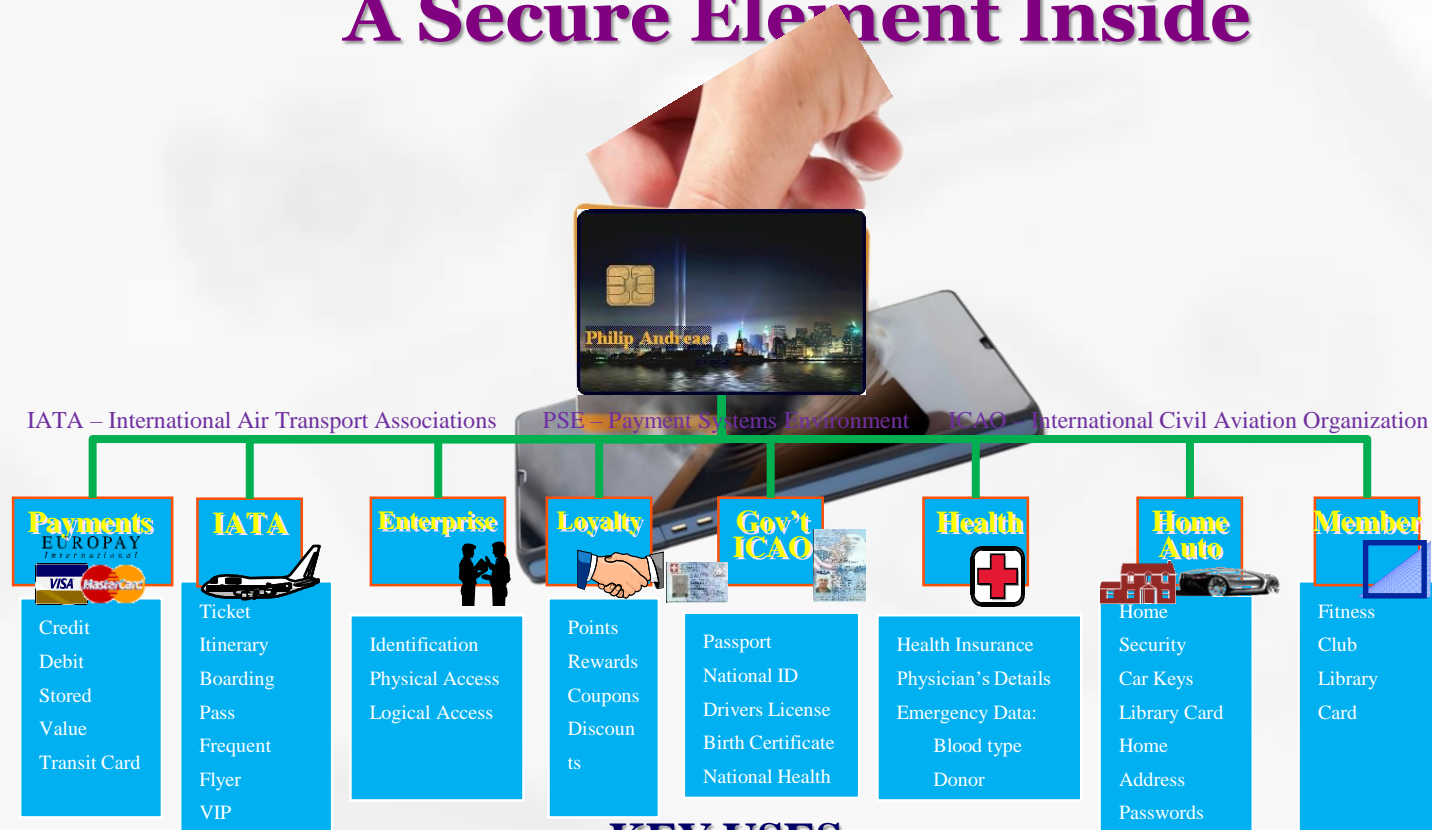 A Secure Element Inside
Philip Andreae
IATA – International Air Transport Associations
PSE – Payment Systems Environment
ICAO – International Civil Aviation Organization
Payments
EUROPAY
International
VISA
MasterCard
Credit
Debit
Stored
Value
Transit Card
IATA
Ticket
Itinerary
Boarding
Pass
Frequent
Flyer
VIP
Enterprise
Identification
Physical Access
Logical Access
Loyalty
Points
Rewards
Coupons
Discoun
ts
Gov’t
ICAO
Passport
National ID
Drivers License
Birth Certificate
National Health
Health
Health Insurance
Physician’s Details
Emergency Data:
Blood type
Donor
Home
Auto
Home
Security
Car Keys
Library Card
Home
Address
Passwords
Member
Fitness
Club
Library
Card
KEY USES